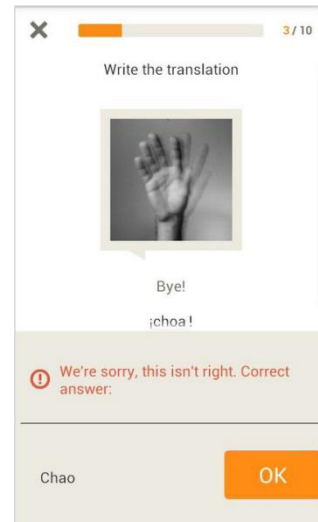 3 / 10
Write the translation
Bye!
¡choa!
We're sorry, this isn't right. Correct
answer:
Chao
OK